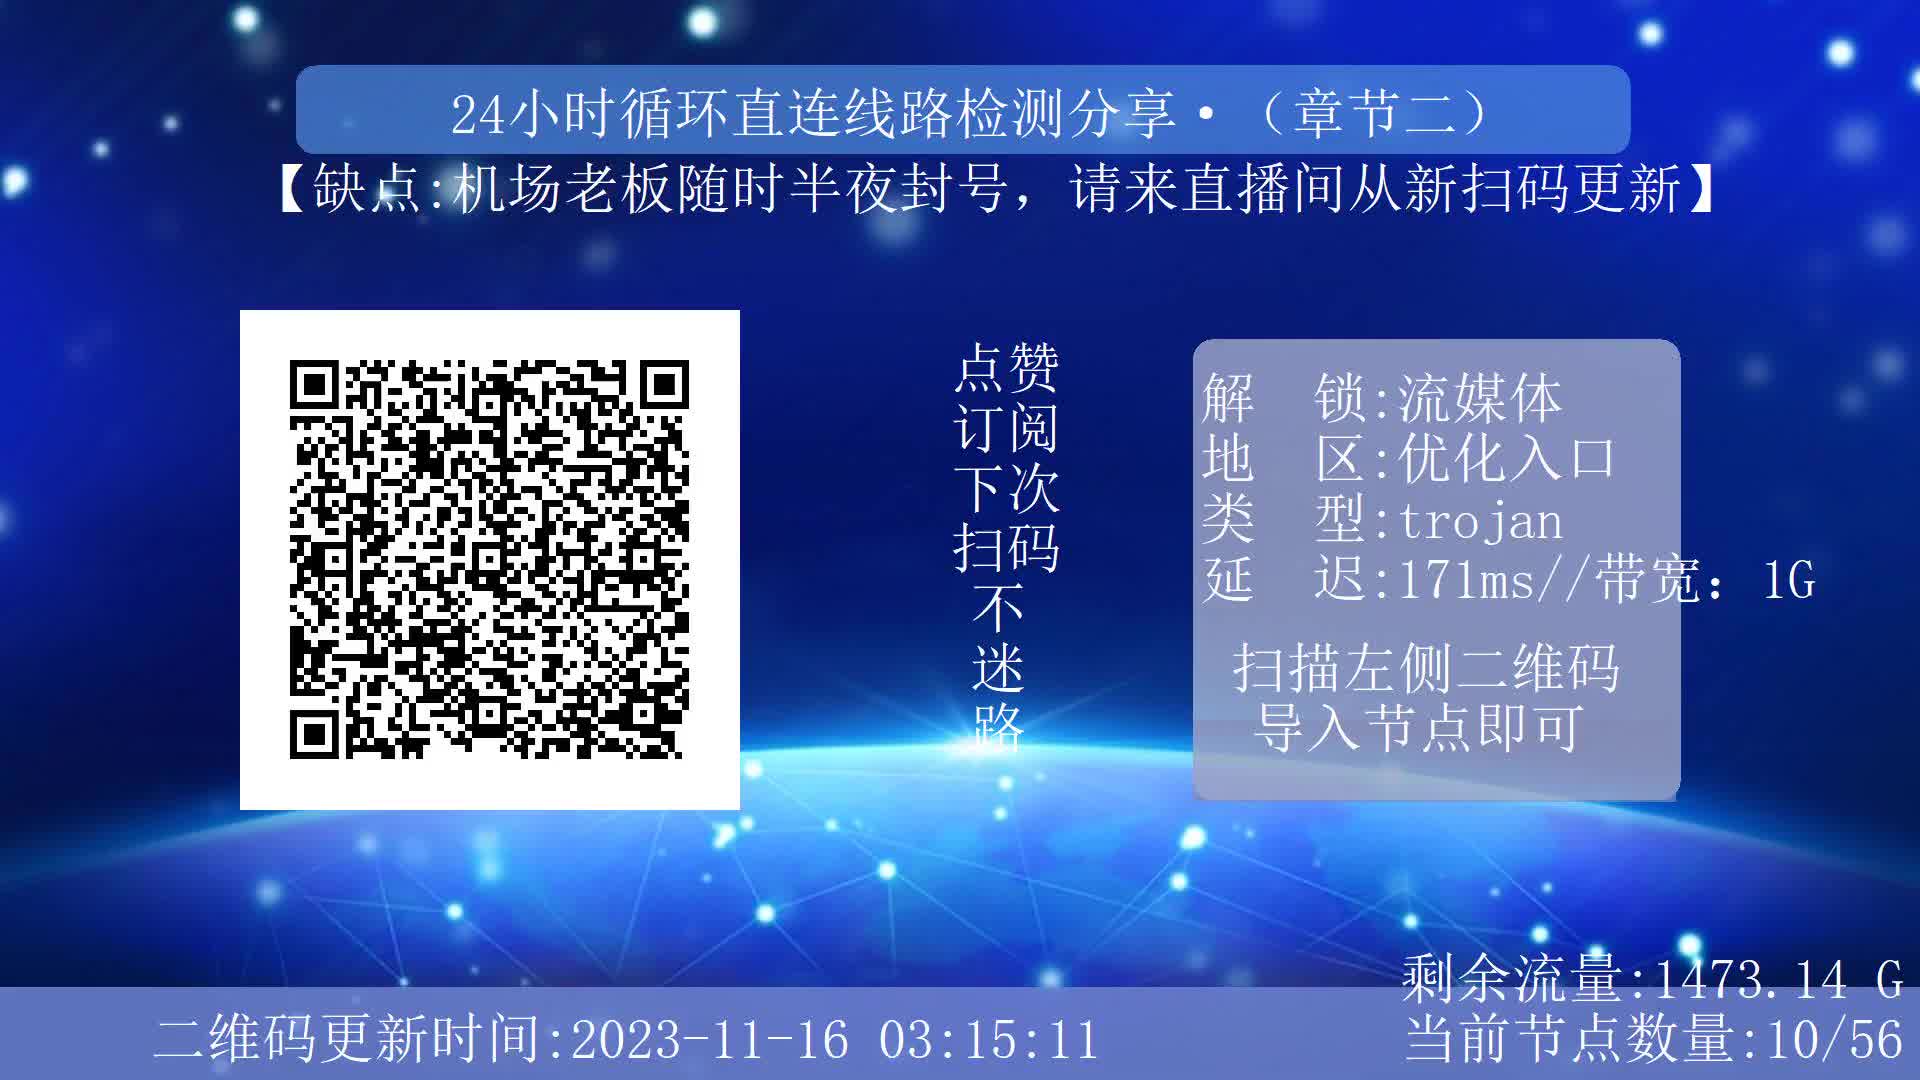 24小时循环直连线路检测分享·（章节二）
【缺点:机场老板随时半夜封号，请来直播间从新扫码更新】
点赞
订阅
下次
扫码
不
迷
路
解 锁:流媒体
地 区:优化入口
类 型:trojan
延 迟:171ms//带宽：1G
扫描左侧二维码
导入节点即可
剩余流量:1473.14 G
二维码更新时间:2023-11-16 03:15:11
当前节点数量:10/56